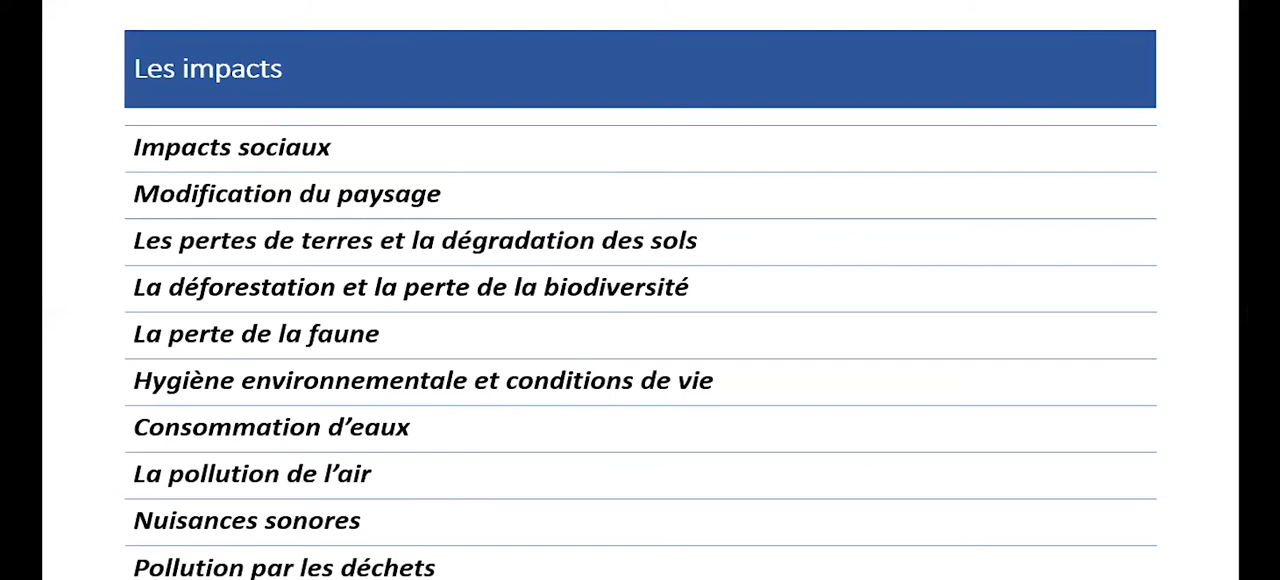 Les impacts
Impacts sociaux
Modification du paysage
Les pertes de terres et la dégradation des sols
La déforestation et la perte de la biodiversité
La perte de la faune
Hygiène environnementale et conditions de vie
Consommation d’eaux
La pollution de l’air
Nuisances sonores
Pollution par les déchets